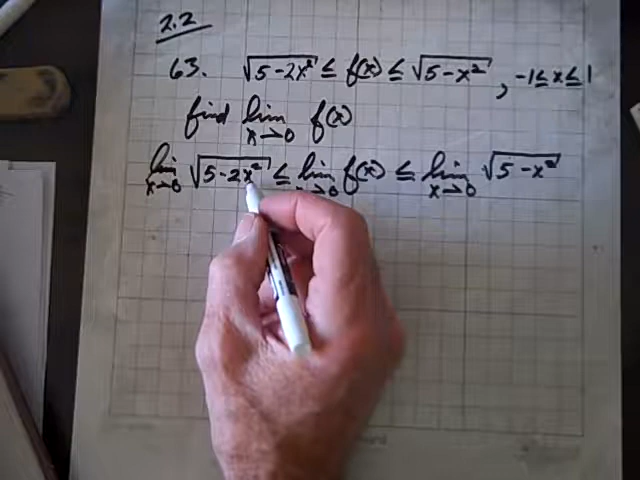 2.2
63. √5-2x² ≤ f(x) ≤ √5-x² , -1≤x≤1
find lim x→0 f(x)
lim x→0 √5-2x² ≤ lim x→0 f(x) ≤ lim x→0 √5-x²